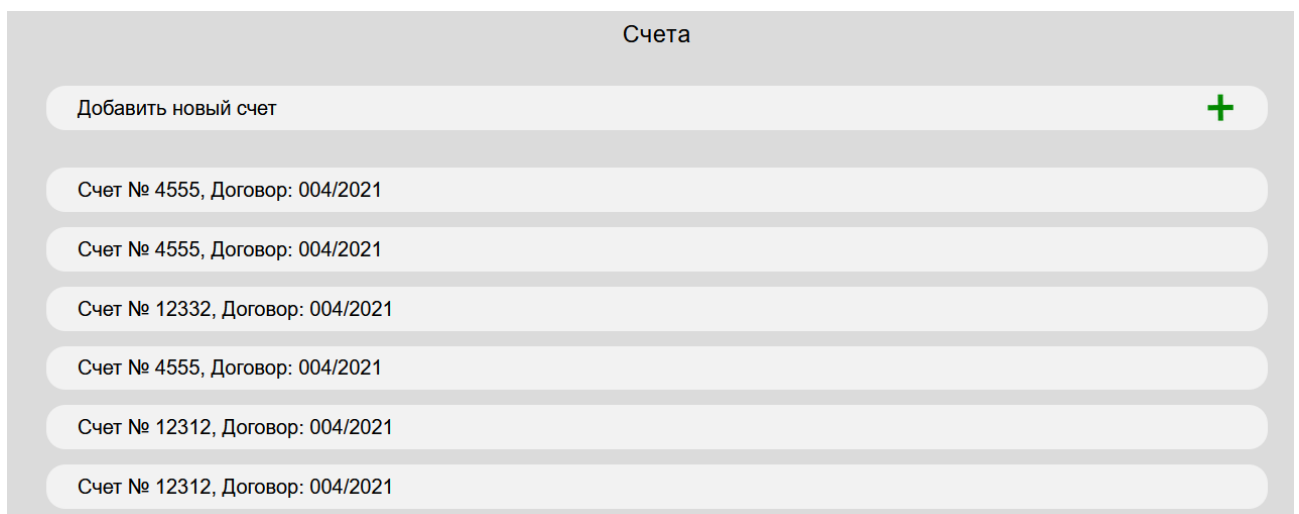 Счета
Добавить новый счет
Счет № 4555, Договор: 004/2021
Счет № 4555, Договор: 004/2021
Счет № 12332, Договор: 004/2021
Счет № 4555, Договор: 004/2021
Счет № 12312, Договор: 004/2021
Счет № 12312, Договор: 004/2021